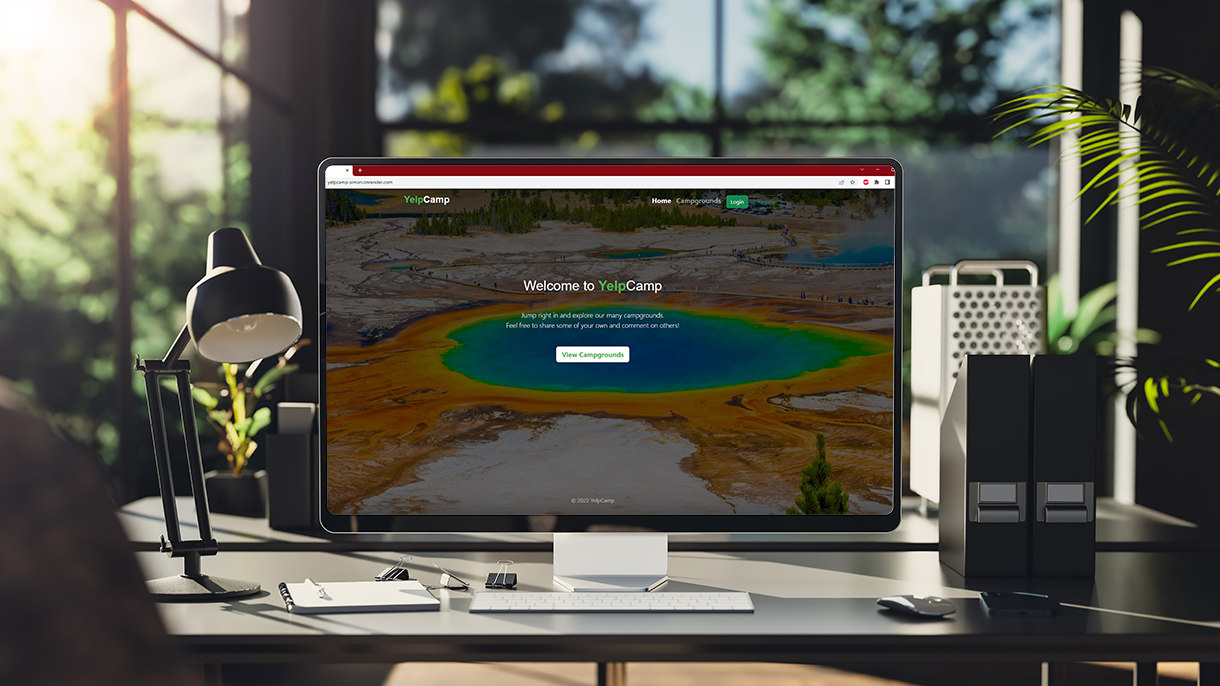 yelpcamp-simon.onrender.com
YelpCamp
Home Campgrounds Login
Welcome to YelpCamp
Jump right in and explore our many campgrounds.
Feel free to share some of your own and comment on others!
View Campgrounds
© 2022 YelpCamp